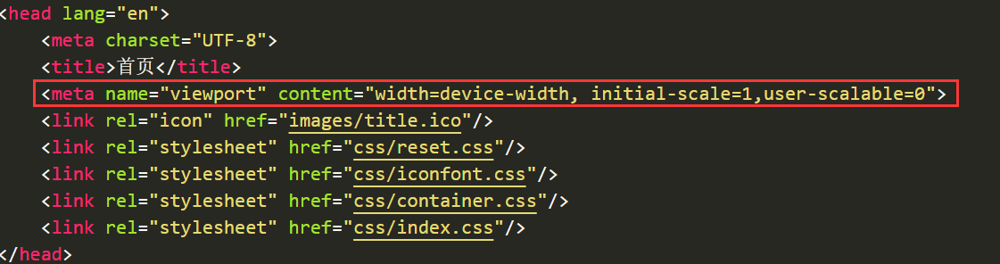 <head lang="en">
<meta charset="UTF-8">
<title>首页</title>
<meta name="viewport" content="width=device-width, initial-scale=1,user-scalable=0">
<link rel="icon" href="images/title.ico"/>
<link rel="stylesheet" href="css/reset.css"/>
<link rel="stylesheet" href="css/iconfont.css"/>
<link rel="stylesheet" href="css/container.css"/>
<link rel="stylesheet" href="css/index.css"/>
</head>